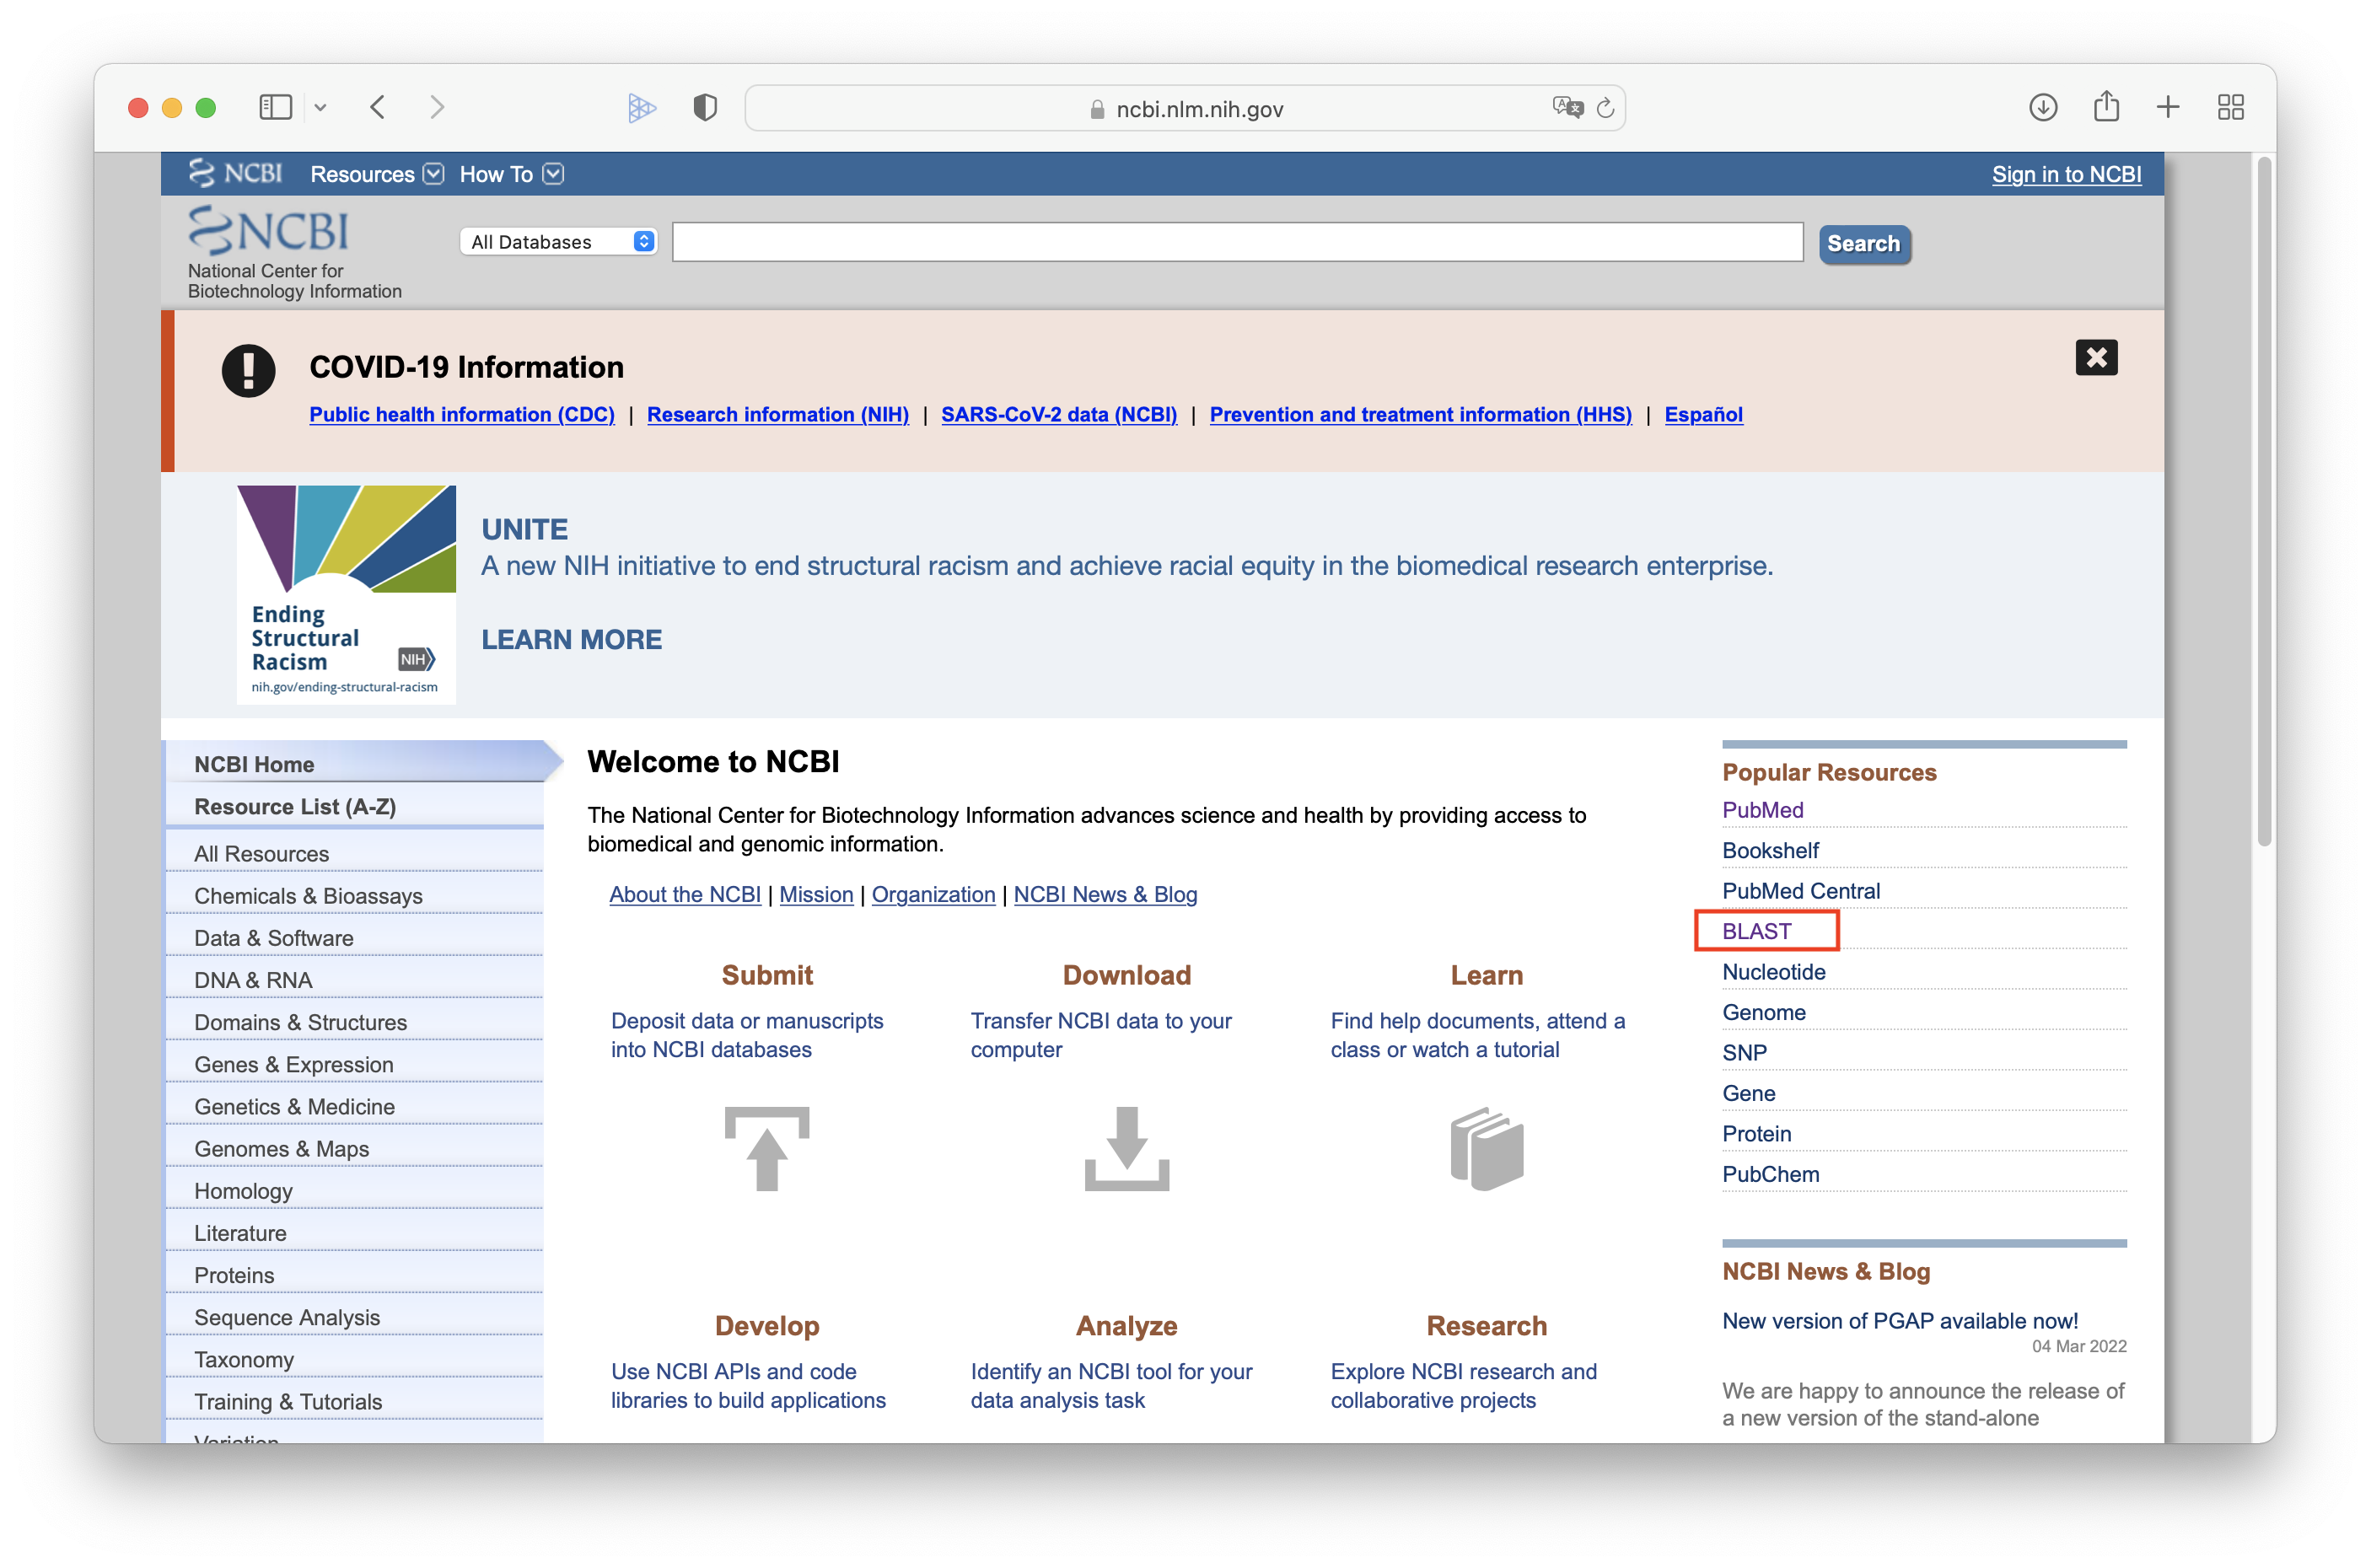 ncbi.nlm.nih.gov
NCBI Resources How To Sign in to NCBI
NCBI
National Center for
Biotechnology Information
All Databases
Search
COVID-19 Information
Public health information (CDC) | Research information (NIH) | SARS-CoV-2 data (NCBI) | Prevention and treatment information (HHS) | Español
Ending
Structural
Racism
NIH
nih.gov/ending-structural-racism
UNITE
A new NIH initiative to end structural racism and achieve racial equity in the biomedical research enterprise.
LEARN MORE
NCBI Home
Resource List (A-Z)
All Resources
Chemicals & Bioassays
Data & Software
DNA & RNA
Domains & Structures
Genes & Expression
Genetics & Medicine
Genomes & Maps
Homology
Literature
Proteins
Sequence Analysis
Taxonomy
Training & Tutorials
Variation
Welcome to NCBI
The National Center for Biotechnology Information advances science and health by providing access to
biomedical and genomic information.
About the NCBI | Mission | Organization | NCBI News & Blog
Submit
Deposit data or manuscripts
into NCBI databases
Download
Transfer NCBI data to your
computer
Learn
Find help documents, attend a
class or watch a tutorial
Develop
Use NCBI APIs and code
libraries to build applications
Analyze
Identify an NCBI tool for your
data analysis task
Research
Explore NCBI research and
collaborative projects
Popular Resources
PubMed
Bookshelf
PubMed Central
BLAST
Nucleotide
Genome
SNP
Gene
Protein
PubChem
NCBI News & Blog
New version of PGAP available now!
04 Mar 2022
We are happy to announce the release of
a new version of the stand-alone